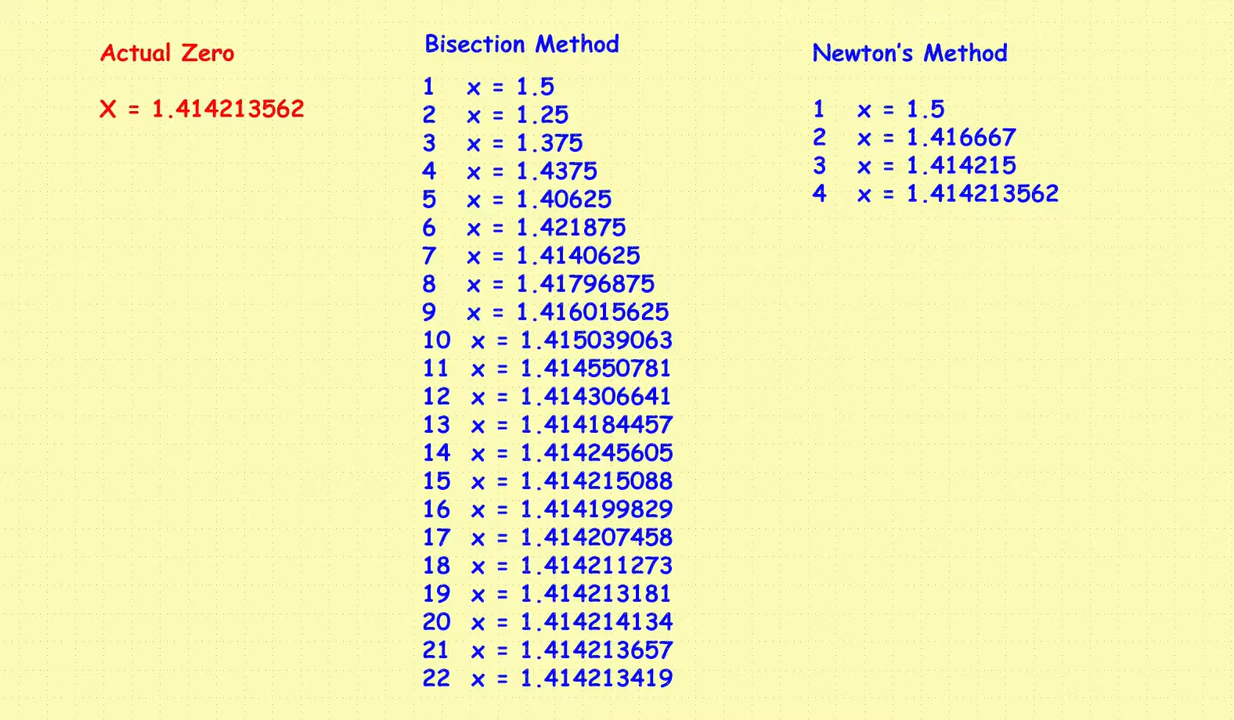 Actual Zero
X = 1.414213562
Bisection Method
1 x = 1.5
2 x = 1.25
3 x = 1.375
4 x = 1.4375
5 x = 1.40625
6 x = 1.421875
7 x = 1.4140625
8 x = 1.41796875
9 x = 1.416015625
10 x = 1.415039063
11 x = 1.414550781
12 x = 1.414306641
13 x = 1.414184457
14 x = 1.414245605
15 x = 1.414215088
16 x = 1.414199829
17 x = 1.414207458
18 x = 1.414211273
19 x = 1.414213181
20 x = 1.414214134
21 x = 1.414213657
22 x = 1.414213419
Newton's Method
1 x = 1.5
2 x = 1.416667
3 x = 1.414215
4 x = 1.414213562